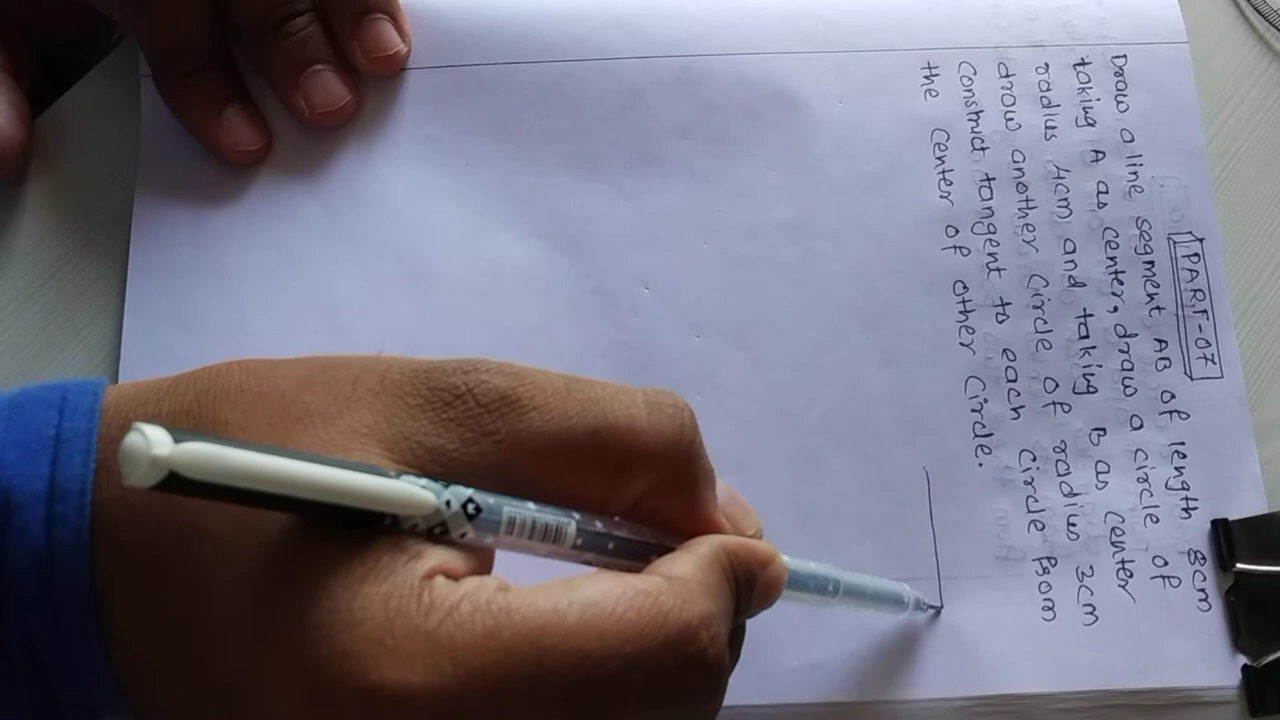 PART-07
Draw a line segment AB of length 8cm
taking A as center, draw a circle of
radius 4cm and taking B as center
draw another circle of radius 3cm
construct tangent to each circle from
the center of other circle.